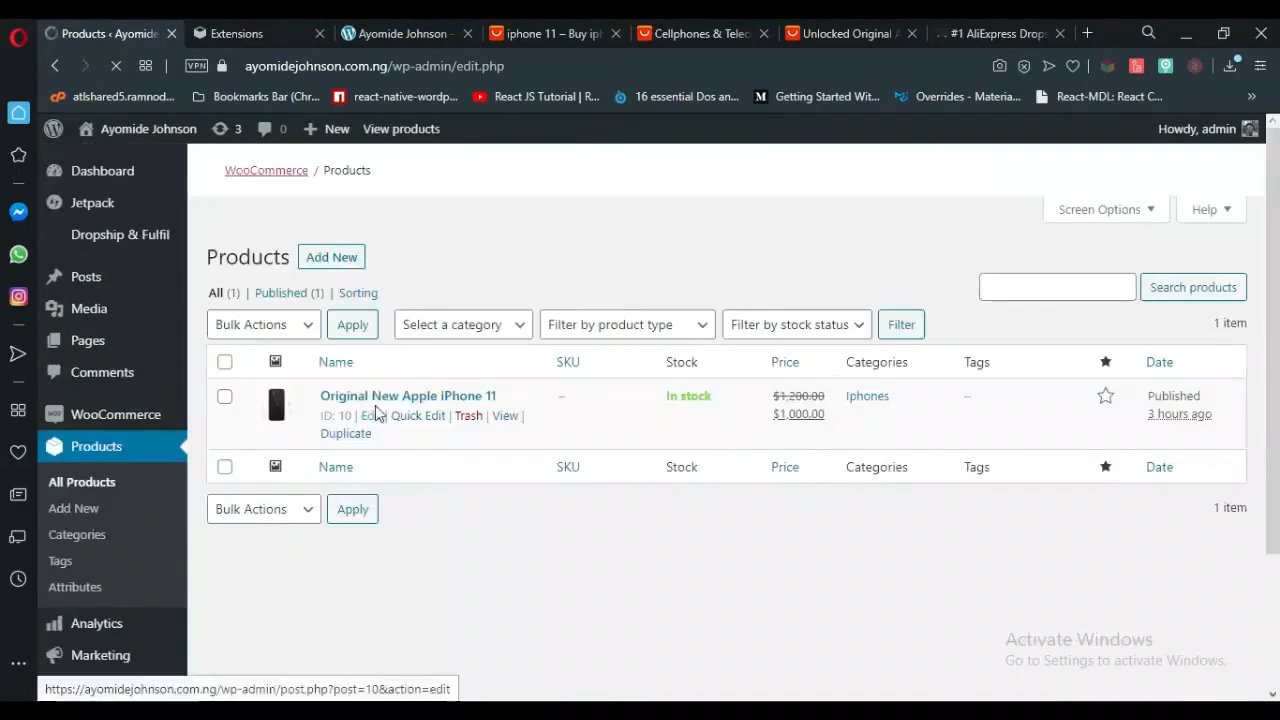 Products ‹ Ayomide
Extensions
Ayomide Johnson –
iphone 11 – Buy ip
Cellphones & Telec
Unlocked Original
#1 AliExpress Drops
VPN
ayomidejohnson.com.ng/wp-admin/edit.php
atlshared5.ramnod...
Bookmarks Bar (Chr...
react-native-wordp...
React JS Tutorial | R...
16 essential Dos an...
Getting Started Wit...
Overrides - Materia...
React-MDL: React C...
»
Ayomide Johnson
3
0
New
View products
Howdy, admin
Dashboard
Jetpack
Dropship & Fulfil
Posts
Media
Pages
Comments
WooCommerce
Products
All Products
Add New
Categories
Tags
Attributes
Analytics
Marketing
WooCommerce / Products
Screen Options
Help
Products
Add New
All (1) | Published (1) | Sorting
Search products
Bulk Actions
Apply
Select a category
Filter by product type
Filter by stock status
Filter
1 item
Name SKU Stock Price Categories Tags Date
Original New Apple iPhone 11 – In stock $1,200.00 Iphones – Published
ID: 10 | Edit | Quick Edit | Trash | View | $1,000.00 3 hours ago
Duplicate
Name SKU Stock Price Categories Tags Date
Bulk Actions
Apply
1 item
Activate Windows
Go to Settings to activate Windows.
https://ayomidejohnson.com.ng/wp-admin/post.php?post=10&action=edit